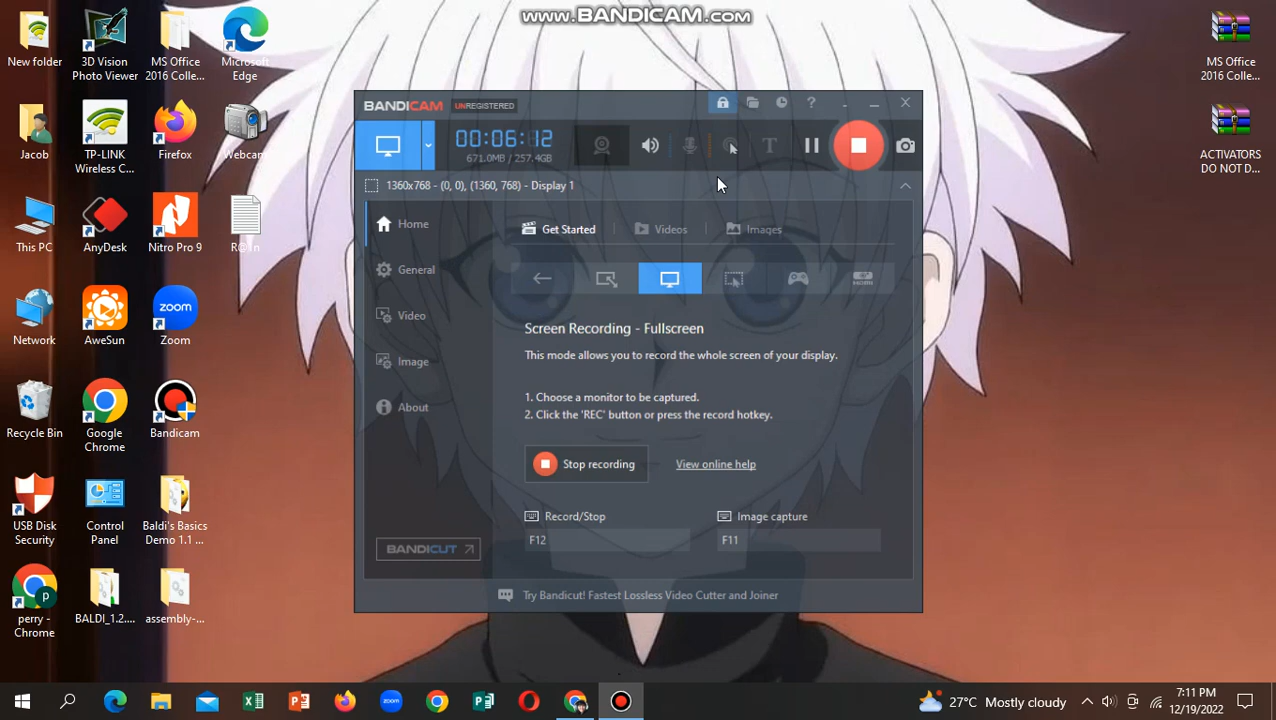 www.BANDICAM.com
New folder
3D Vision
Photo Viewer
MS Office
2016 Colle...
Microsoft
Edge
MS Office
2016 Colle...
Jacob
TP-LINK
Wireless C...
Firefox
Webcam
ACTIVATORS
DO NOT D...
This PC
AnyDesk
Nitro Pro 9
R@1n
Network
AweSun
Zoom
zoom
Recycle Bin
Google
Chrome
Bandicam
USB Disk
Security
Control
Panel
Baldi's Basics
Demo 1.1 ...
perry -
Chrome
BALDI_1.2....
assembly-...
BANDICAM UNREGISTERED
00:06:12
671.0MB / 257.4GB
1360x768 - (0, 0), (1360, 768) - Display 1
Home
General
Video
Image
About
BANDICUT
Get Started
Videos
Images
Screen Recording - Fullscreen
This mode allows you to record the whole screen of your display.
1. Choose a monitor to be captured.
2. Click the 'REC' button or press the record hotkey.
Stop recording
View online help
Record/Stop
Image capture
F12
F11
Try Bandicut! Fastest Lossless Video Cutter and Joiner
27°C Mostly cloudy
7:11 PM
12/19/2022